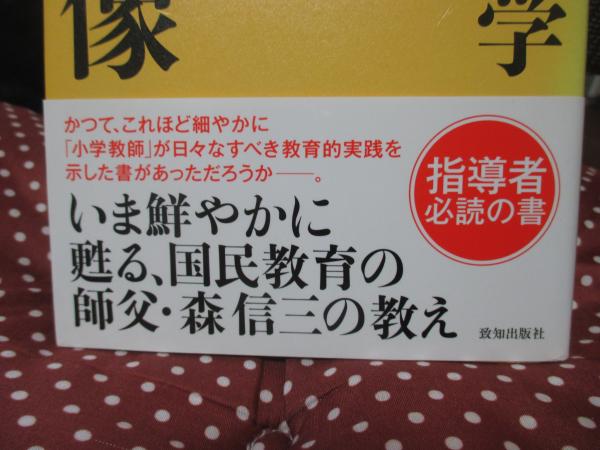 像
学
かつて、これほど細やかに
「小学教師」が日々なすべき教育的実践を
示した書があっただろうか――。
いま鮮やかに
甦る、国民教育の
師父・森信三の教え
指導者
必読の書
致知出版社